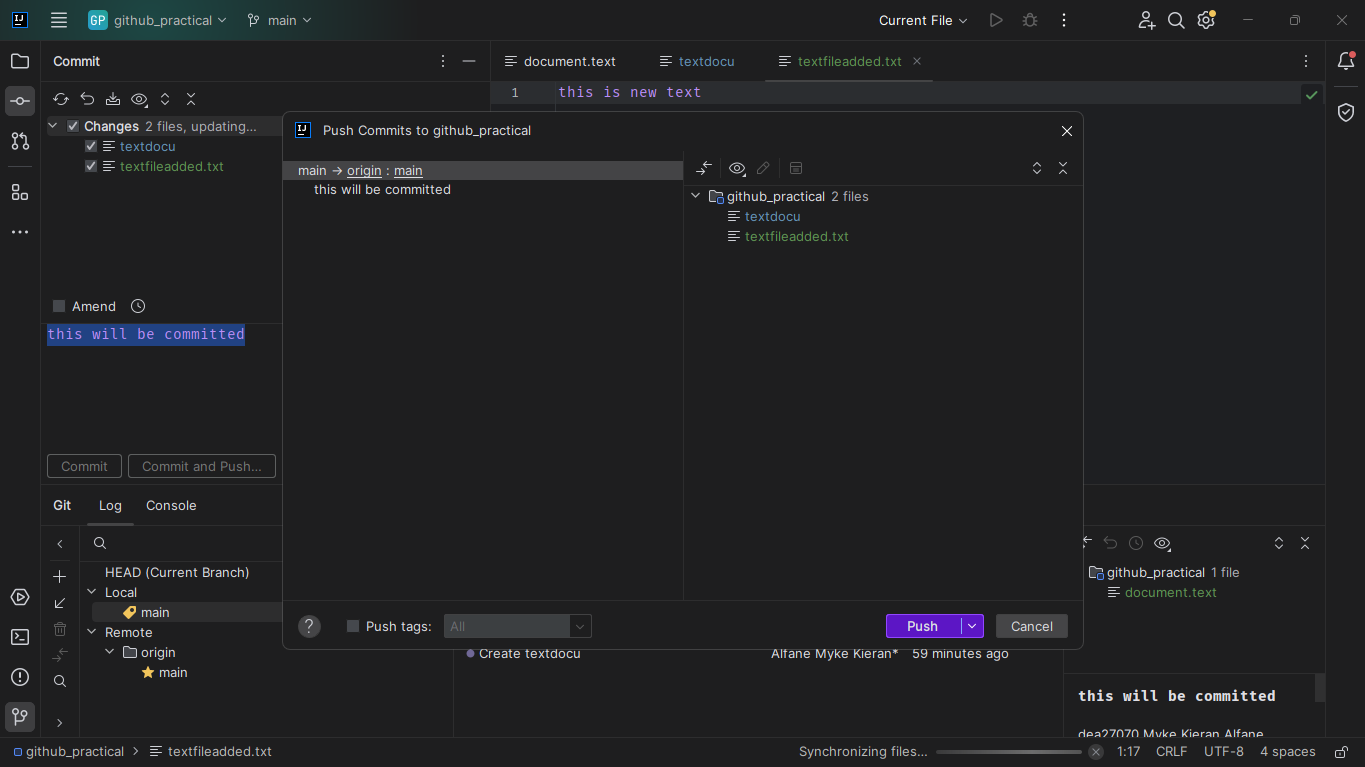 IJ GP github_practical main Current File
Commit
document.text textdocu textfileadded.txt
1 this is new text
Changes 2 files, updating...
textdocu
textfileadded.txt
Amend
this will be committed
Commit Commit and Push...
IJ Push Commits to github_practical
main → origin : main
this will be committed
github_practical 2 files
textdocu
textfileadded.txt
? Push tags: All Push Cancel
Git Log Console
HEAD (Current Branch)
Local
main
Remote
origin
main
Create textdocu Alfane Myke Kieran* 59 minutes ago
github_practical 1 file
document.text
this will be committed
dea27070 Myke Kieran Alfane
github_practical textfileadded.txt Synchronizing files... 1:17 CRLF UTF-8 4 spaces